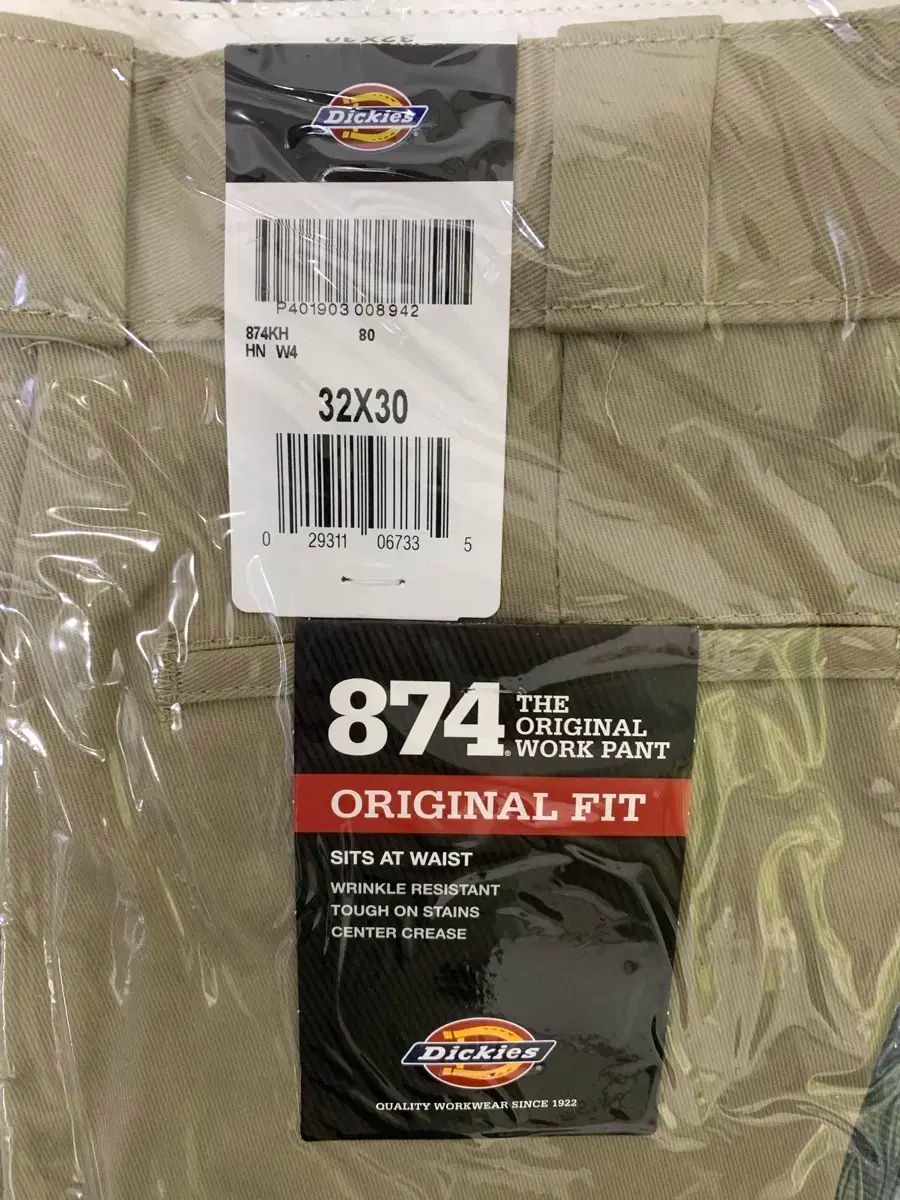 32X30
Dickies
P401903 008942
874KH 80
HN W4
32X30
0 29311 06733 5
874® THE
ORIGINAL
WORK PANT
ORIGINAL FIT
SITS AT WAIST
WRINKLE RESISTANT
TOUGH ON STAINS
CENTER CREASE
Dickies
QUALITY WORKWEAR SINCE 1922